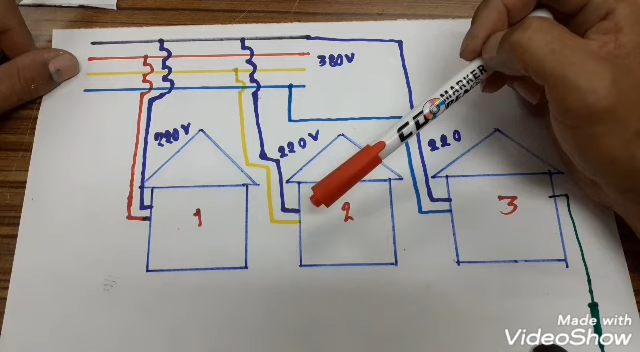 380V
220V
220V
220
1
2
3
CD MARKER
Made with
VideoShow